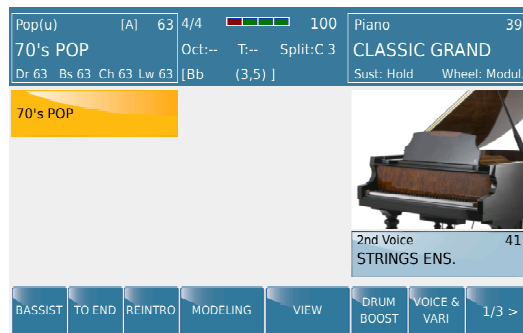 Pop(u) [A] 63
70's POP
Dr 63 Bs 63 Ch 63 Lw 63
4/4 100
Oct:-- T:-- Split:C 3
[Bb (3,5) ]
Piano 39
CLASSIC GRAND
Sust: Hold Wheel: Modul.
70's POP
2nd Voice 41
STRINGS ENS.
BASSIST TO END REINTRO MODELING VIEW DRUM BOOST VOICE & VARI 1/3 >